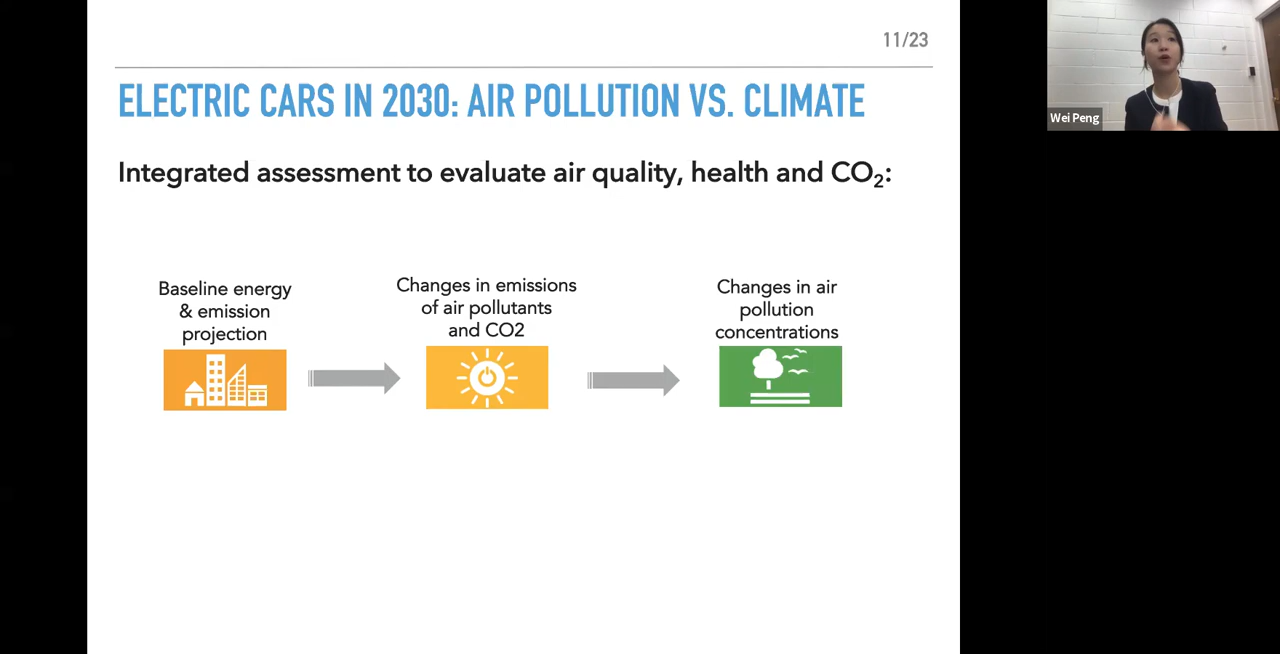 11/23
ELECTRIC CARS IN 2030: AIR POLLUTION VS. CLIMATE
Integrated assessment to evaluate air quality, health and CO₂:
Baseline energy
& emission
projection
Changes in emissions
of air pollutants
and CO2
Changes in air
pollution
concentrations
Wei Peng